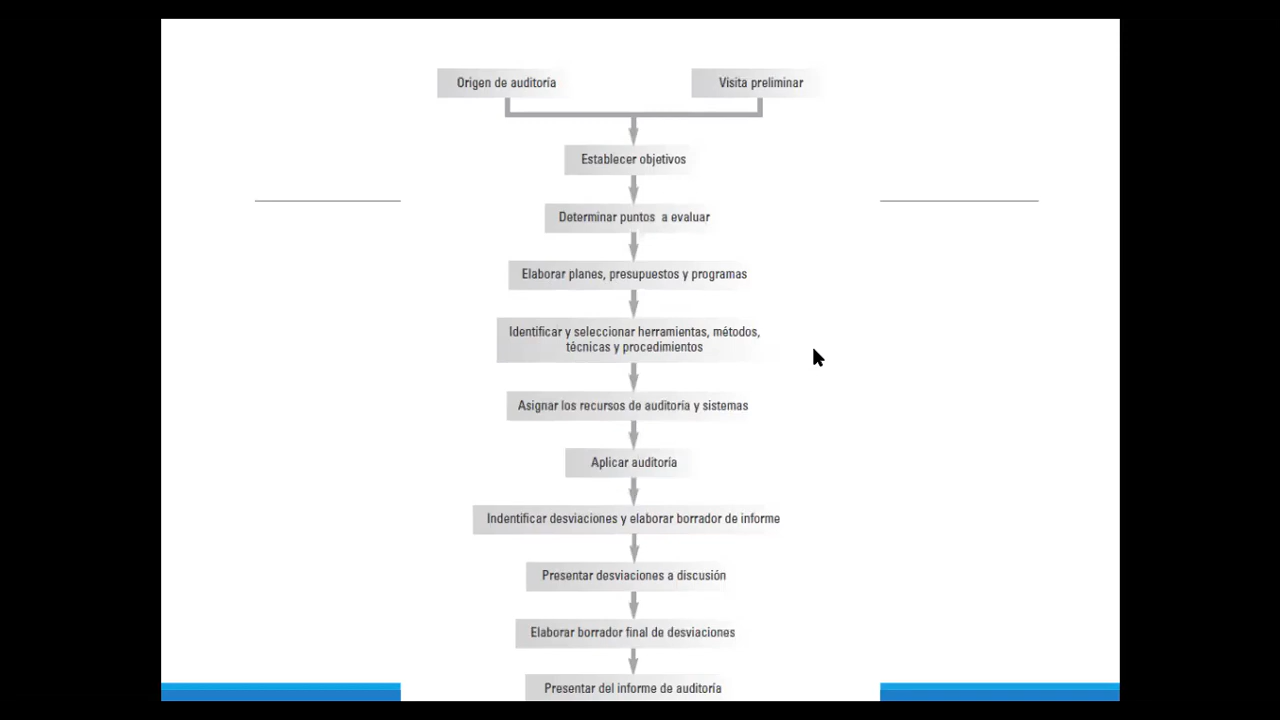 Origen de auditoría
Visita preliminar
Establecer objetivos
Determinar puntos a evaluar
Elaborar planes, presupuestos y programas
Identificar y seleccionar herramientas, métodos,
técnicas y procedimientos
Asignar los recursos de auditoría y sistemas
Aplicar auditoría
Indentificar desviaciones y elaborar borrador de informe
Presentar desviaciones a discusión
Elaborar borrador final de desviaciones
Presentar del informe de auditoría